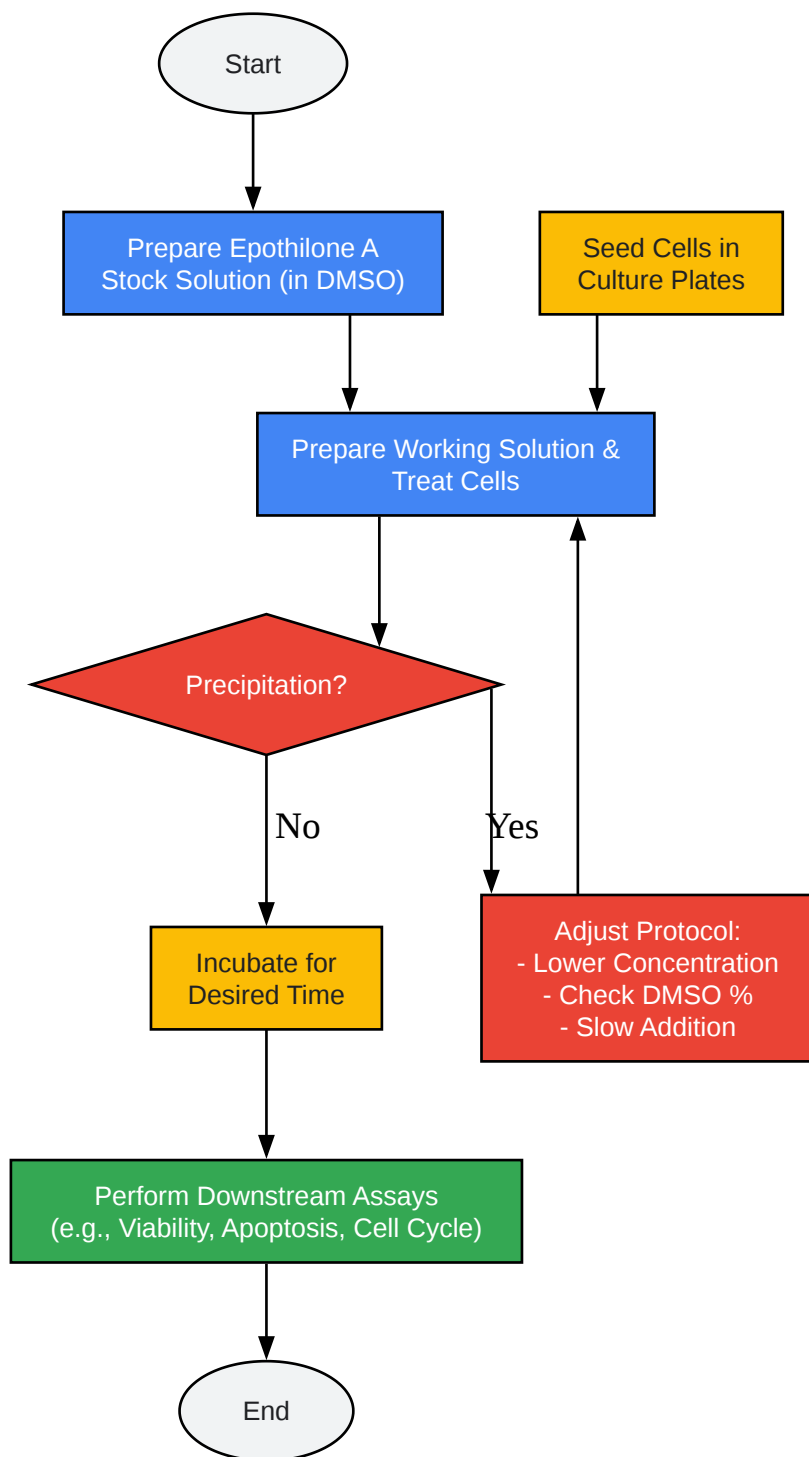 Start
Prepare Epothilone A
Stock Solution (in DMSO)
Seed Cells in
Culture Plates
Prepare Working Solution &
Treat Cells
Precipitation?
No
Yes
Adjust Protocol:
- Lower Concentration
- Check DMSO %
- Slow Addition
Incubate for
Desired Time
Perform Downstream Assays
(e.g., Viability, Apoptosis, Cell Cycle)
End